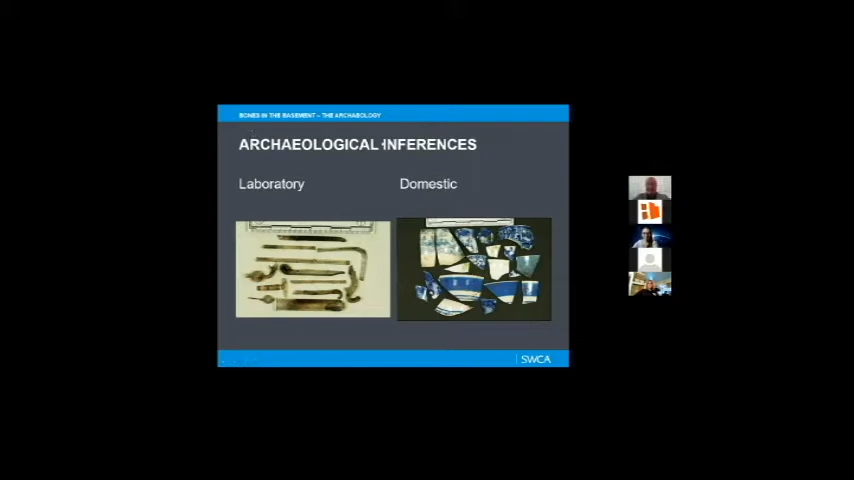 BONES IN THE BASEMENT – THE ARCHAEOLOGY
ARCHAEOLOGICAL INFERENCES
Laboratory
Domestic
SWCA